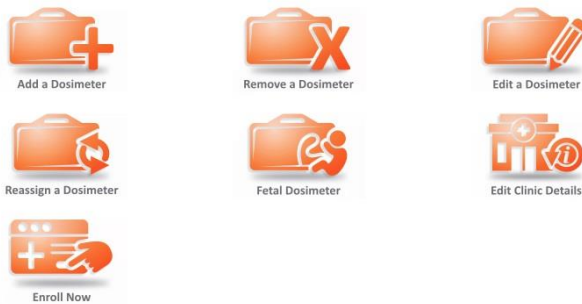 Add a Dosimeter
Remove a Dosimeter
Edit a Dosimeter
Reassign a Dosimeter
Fetal Dosimeter
Edit Clinic Details
Enroll Now